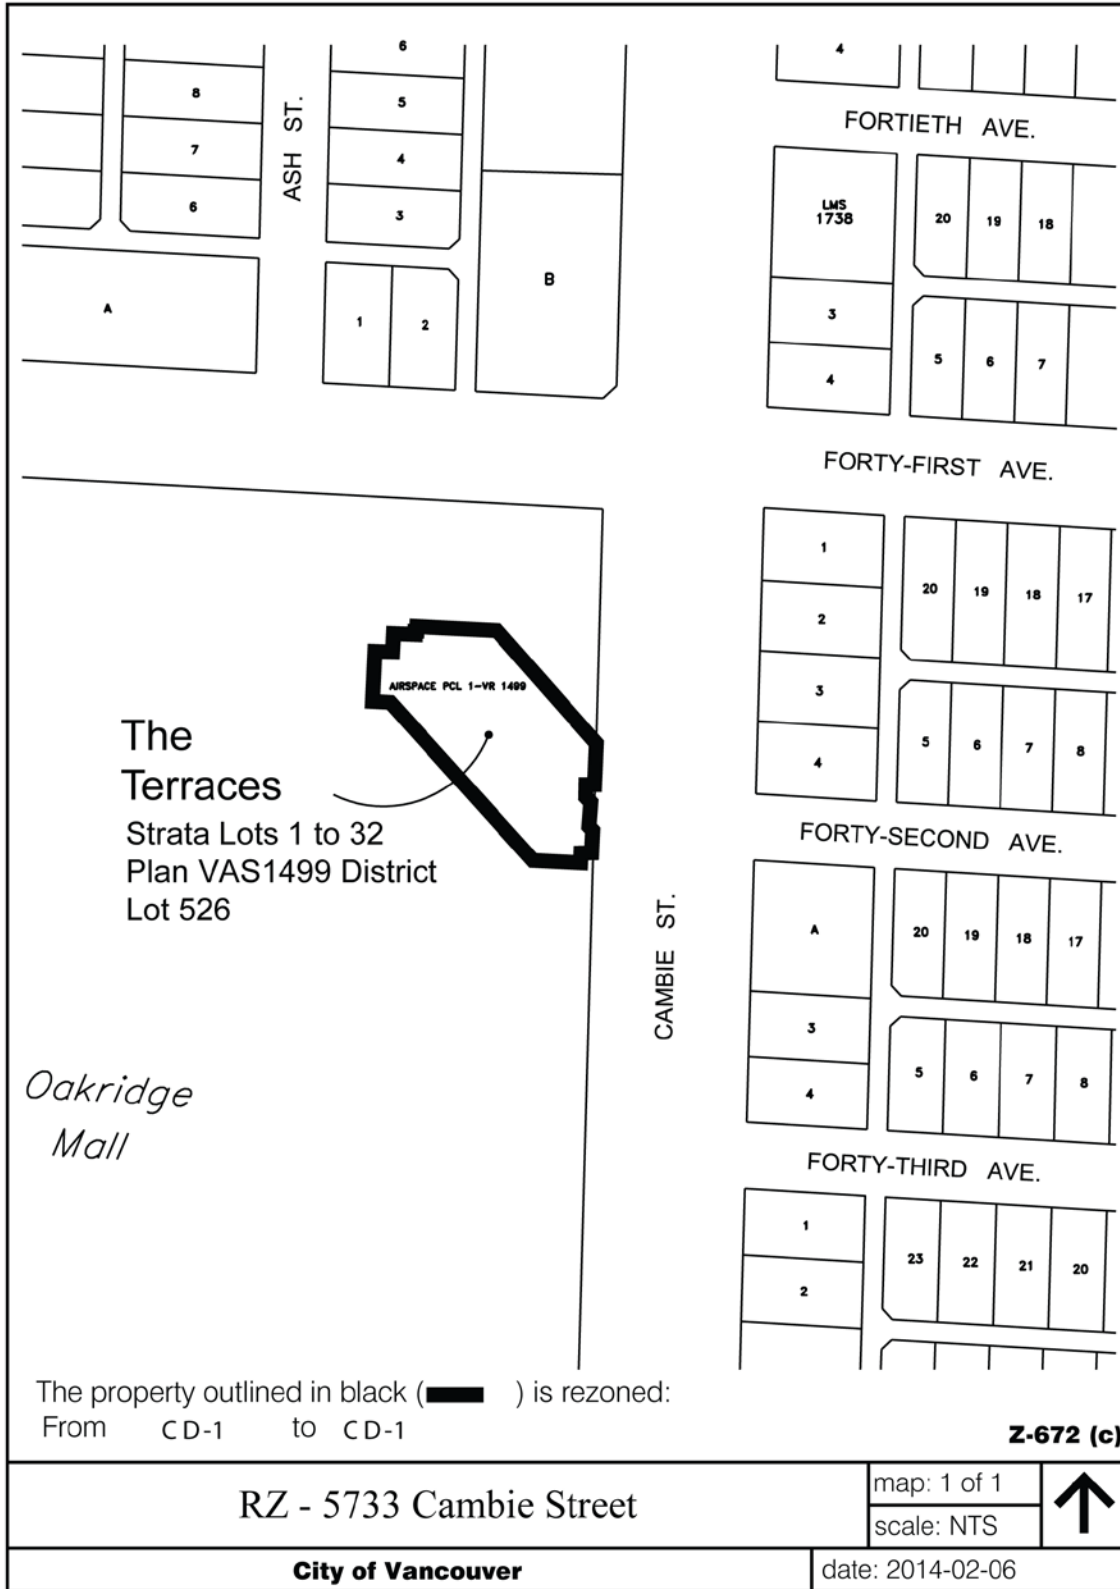 6
4
8
5
7
4
6
3
ASH ST.
FORTIETH AVE.
LMS
1738
20
19
18
A
1
2
B
3
4
5
6
7
FORTY-FIRST AVE.
1
2
3
4
20
19
18
17
5
6
7
8
AIRSPACE PCL 1-VR 1499
The
Terraces
Strata Lots 1 to 32
Plan VAS1499 District
Lot 526
FORTY-SECOND AVE.
CAMBIE ST.
A
3
4
20
19
18
17
5
6
7
8
Oakridge
Mall
FORTY-THIRD AVE.
1
2
23
22
21
20
The property outlined in black ( ) is rezoned:
From CD-1 to CD-1
Z-672 (c)
RZ - 5733 Cambie Street
map: 1 of 1
scale: NTS
City of Vancouver
date: 2014-02-06